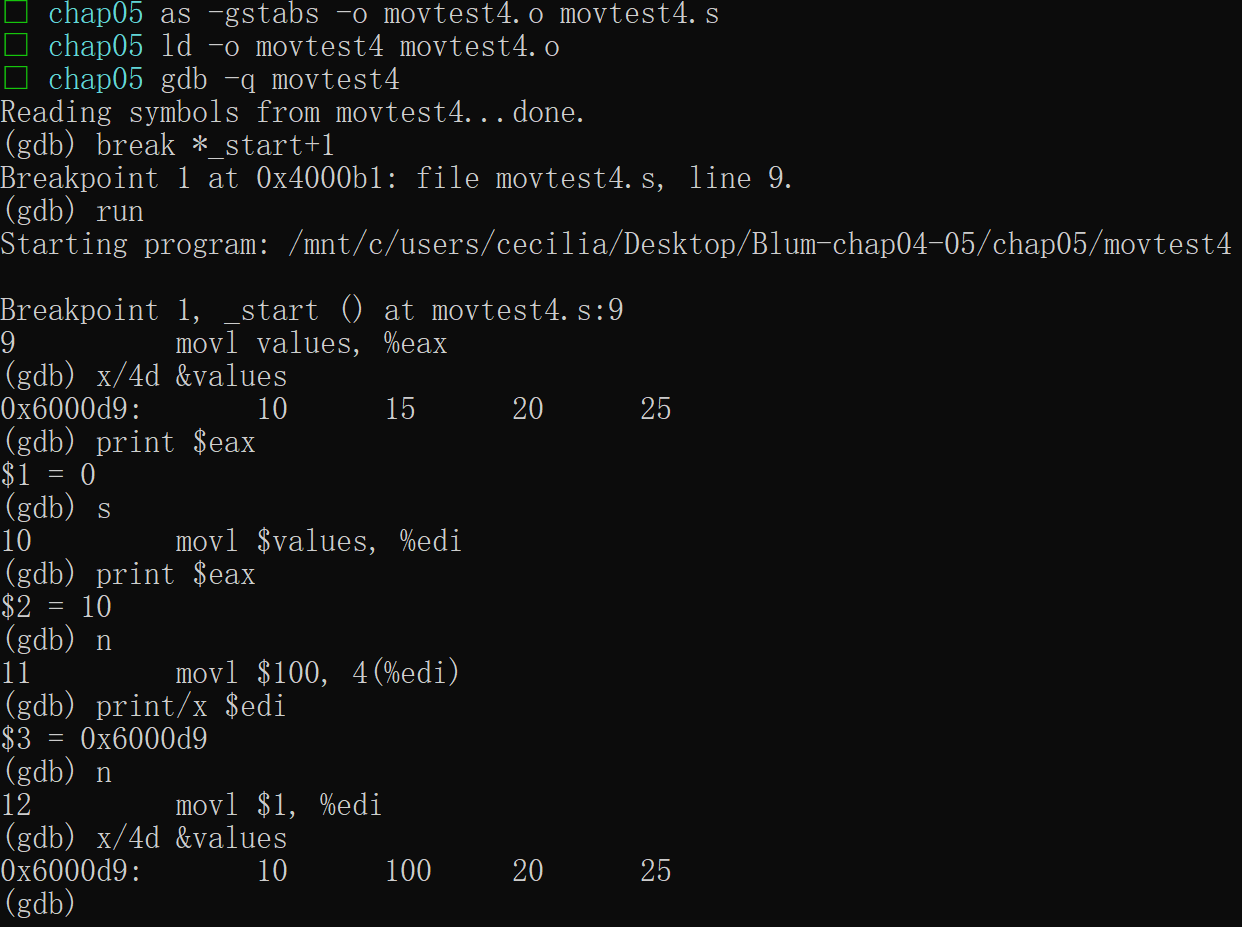 □ chap05 as -gstabs -o movtest4.o movtest4.s
□ chap05 ld -o movtest4 movtest4.o
□ chap05 gdb -q movtest4
Reading symbols from movtest4...done.
(gdb) break *_start+1
Breakpoint 1 at 0x4000b1: file movtest4.s, line 9.
(gdb) run
Starting program: /mnt/c/users/cecilia/Desktop/Blum-chap04-05/chap05/movtest4
Breakpoint 1, _start () at movtest4.s:9
9 movl values, %eax
(gdb) x/4d &values
0x6000d9: 10 15 20 25
(gdb) print $eax
$1 = 0
(gdb) s
10 movl $values, %edi
(gdb) print $eax
$2 = 10
(gdb) n
11 movl $100, 4(%edi)
(gdb) print/x $edi
$3 = 0x6000d9
(gdb) n
12 movl $1, %edi
(gdb) x/4d &values
0x6000d9: 10 100 20 25
(gdb)